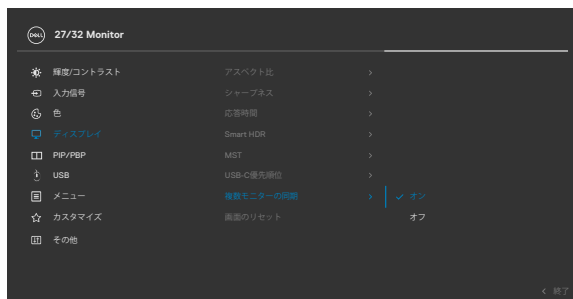 DELL 27/32 Monitor
輝度/コントラスト アスペクト比 >
入力信号 シャープネス >
色 応答時間 >
ディスプレイ Smart HDR >
PIP/PBP MST >
USB USB-C優先順位 >
メニュー 複数モニターの同期 > ✓ オン
カスタマイズ 画面のリセット > オフ
その他
< 終了